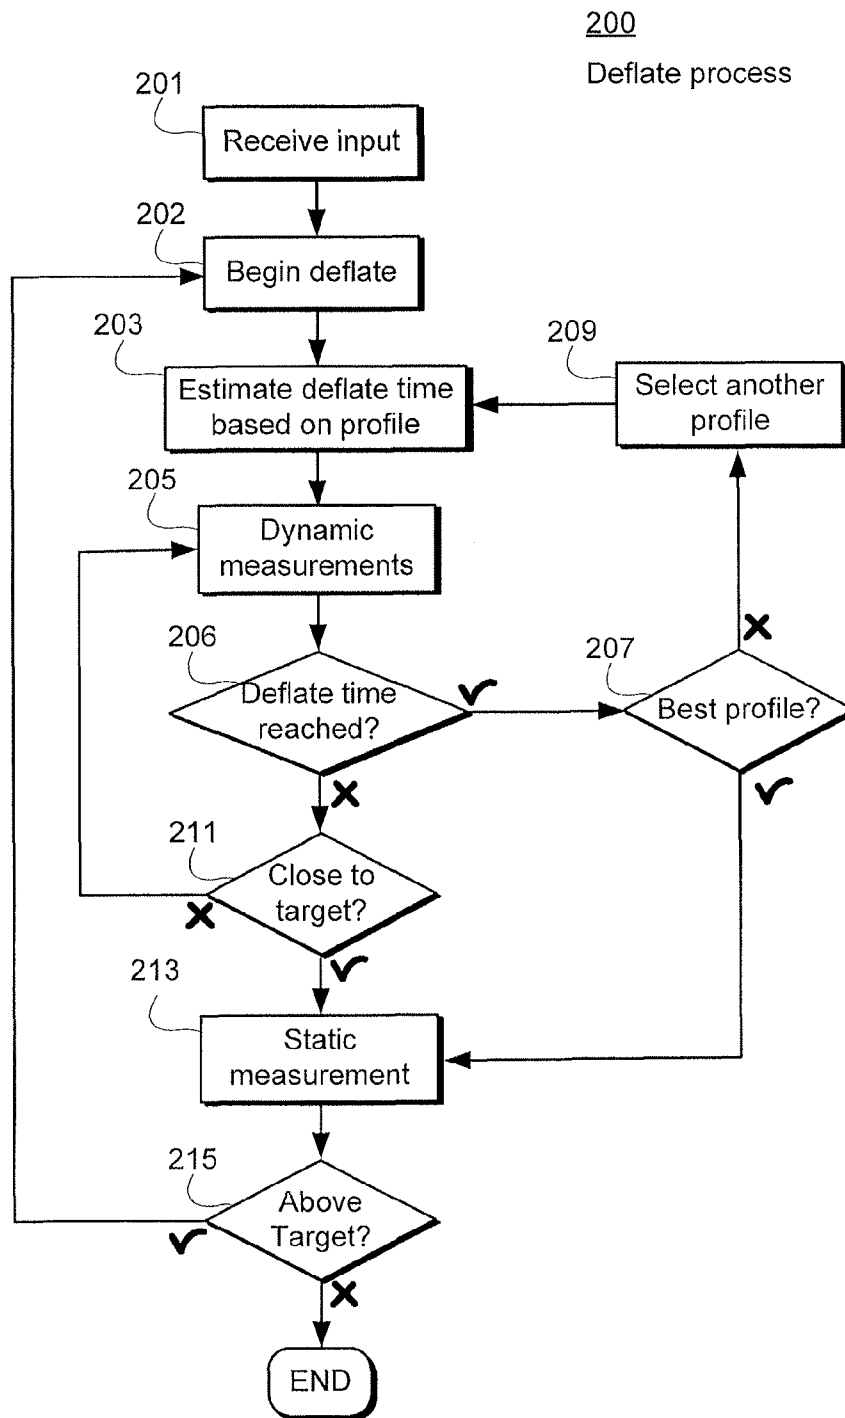 200
Deflate process
201
Receive input
202
Begin deflate
203
Estimate deflate time
based on profile
209
Select another
profile
205
Dynamic
measurements
206
Deflate time
reached?
207
Best profile?
211
Close to
target?
213
Static
measurement
215
Above
Target?
END